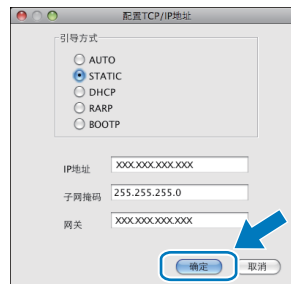 配置TCP/IP地址
引导方式
AUTO
STATIC
DHCP
RARP
BOOTP
IP地址 XXX.XXX.XXX.XXX
子网掩码 255.255.255.0
网关 XXX.XXX.XXX.XXX
确定 取消